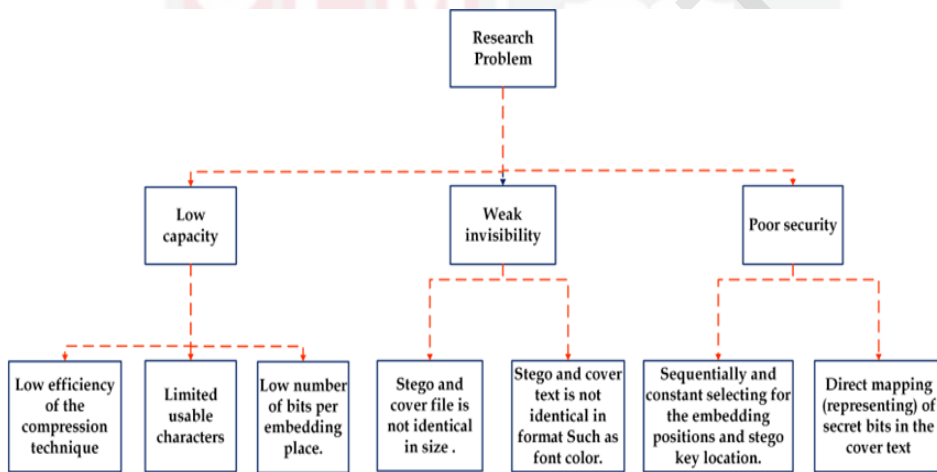 Research
Problem
Low
capacity
Weak
invisibility
Poor security
Low efficiency
of the
compression
technique
Limited
usable
characters
Low number
of bits per
embedding
place.
Stego and
cover file is
not identical
in size .
Stego and cover
text is not
identical in
format Such as
font color.
Sequentially and
constant selecting for
the embedding
positions and stego
key location.
Direct mapping
(representing) of
secret bits in the
cover text